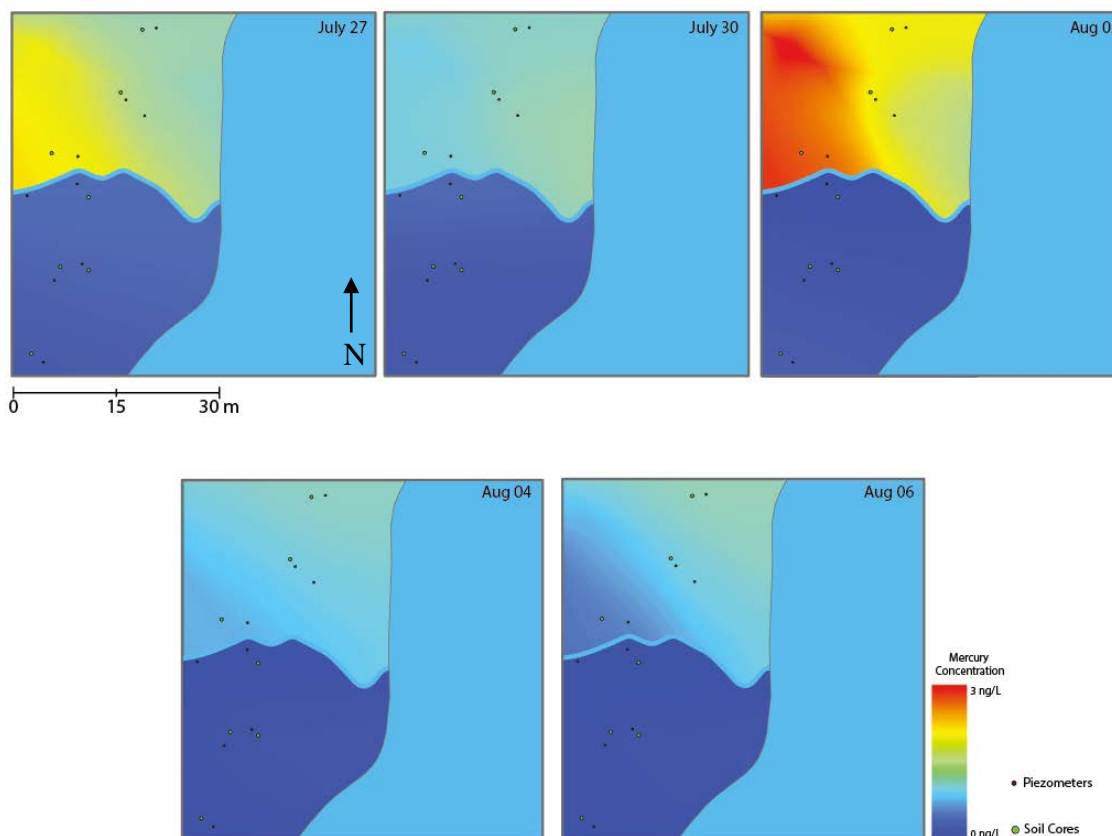 July 27
July 30
Aug 0
N
0 15 30 m
Aug 04
Aug 06
Mercury
Concentration
3 ng/L
Piezometers
0 ng/L
Soil Cores